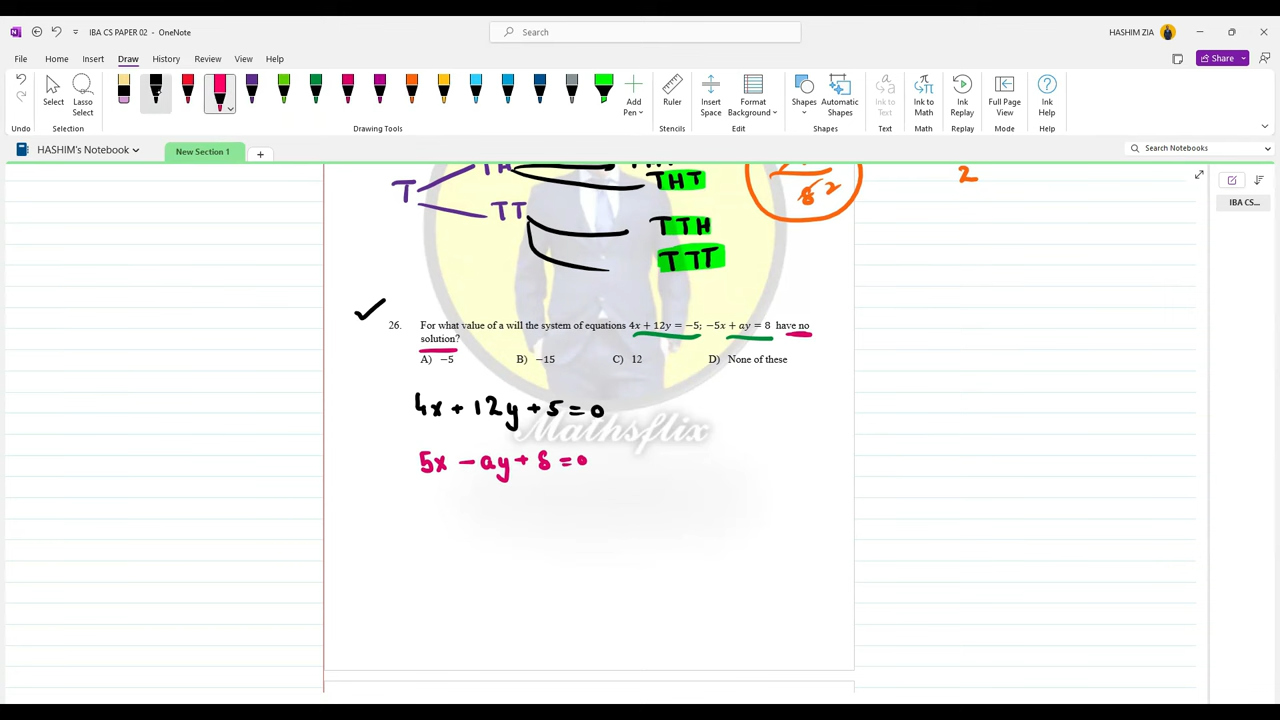 IBA CS PAPER 02 - OneNote
Search
HASHIM ZIA
File Home Insert Draw History Review View Help
Share
Undo
Select
Lasso Select
Selection
Drawing Tools
Add Pen
Ruler
Stencils
Insert Space
Format Background
Edit
Shapes
Automatic Shapes
Shapes
Ink to Text
Text
Ink to Math
Math
Ink Replay
Replay
Full Page View
Mode
Ink Help
Help
HASHIM's Notebook
New Section 1
Search Notebooks
IBA CS...
T
TH
THT
8 2
2
TT
TTH
TTT
26. For what value of a will the system of equations 4x + 12y = −5; −5x + ay = 8 have no
solution?
A) −5 B) −15 C) 12 D) None of these
4x + 12y + 5 = 0
Mathsflix
5x − ay + 8 = 0